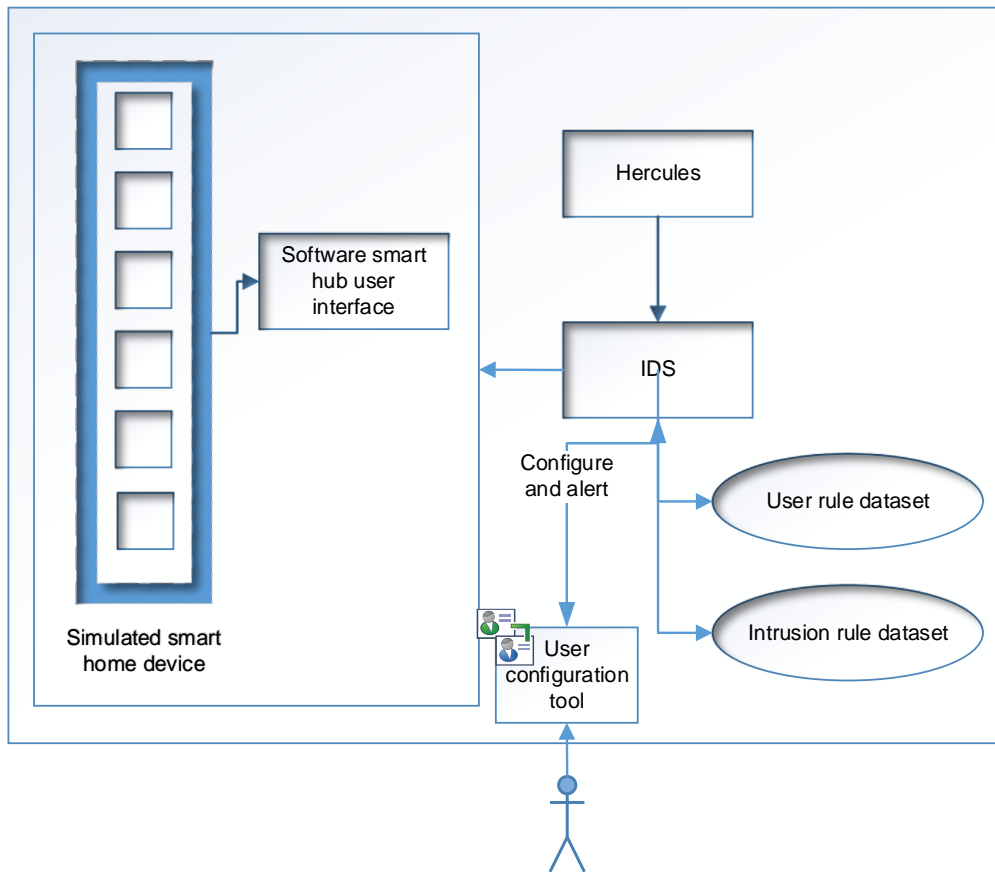 Hercules
Software smart
hub user
interface
IDS
Configure
and alert
User rule dataset
Intrusion rule dataset
Simulated smart
home device
User
configuration
tool